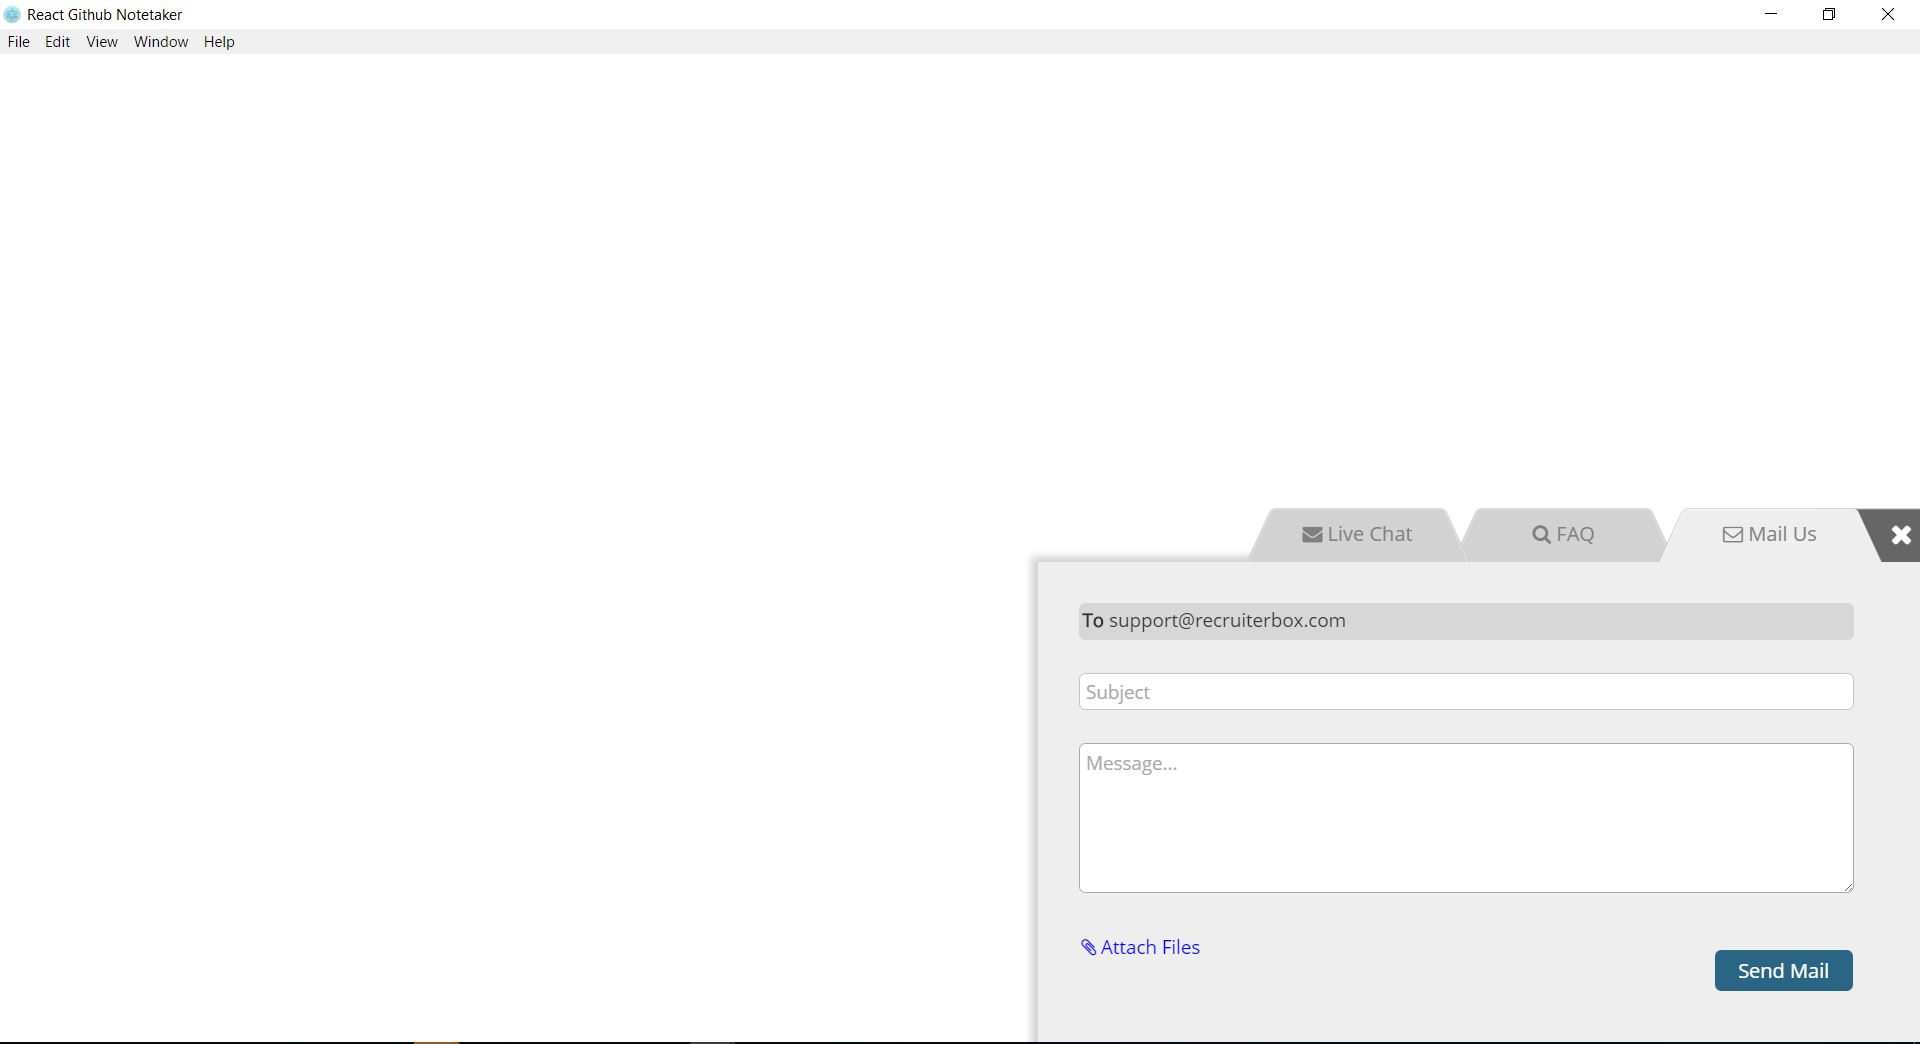 React Github Notetaker
File Edit View Window Help
Live Chat FAQ Mail Us
To support@recruiterbox.com
Subject
Message...
Attach Files
Send Mail